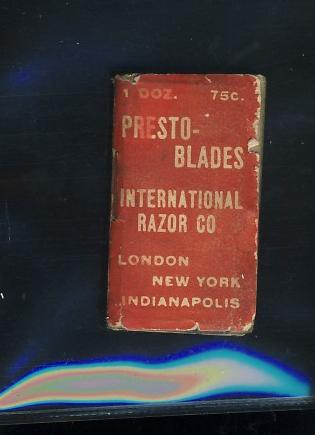 1 DOZ. 75C.
PRESTO-
BLADES
INTERNATIONAL
RAZOR CO
LONDON
NEW YORK
INDIANAPOLIS